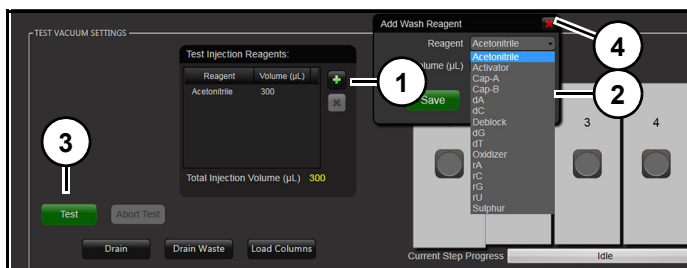 TEST VACUUM SETTINGS
Test Injection Reagents:
Reagent Volume (µL)
Acetonitrile 300
Total Injection Volume (µL) 300
1
3
Test Abort Test
Drain Drain Waste Load Columns
Add Wash Reagent
Reagent Acetonitrile
Acetonitrile
Activator
Cap-A
Cap-B
dA
dC
Deblock
dG
dT
Oxidizer
rA
rC
rG
rU
Sulphur
Save
4
2
3 4
Current Step Progress Idle